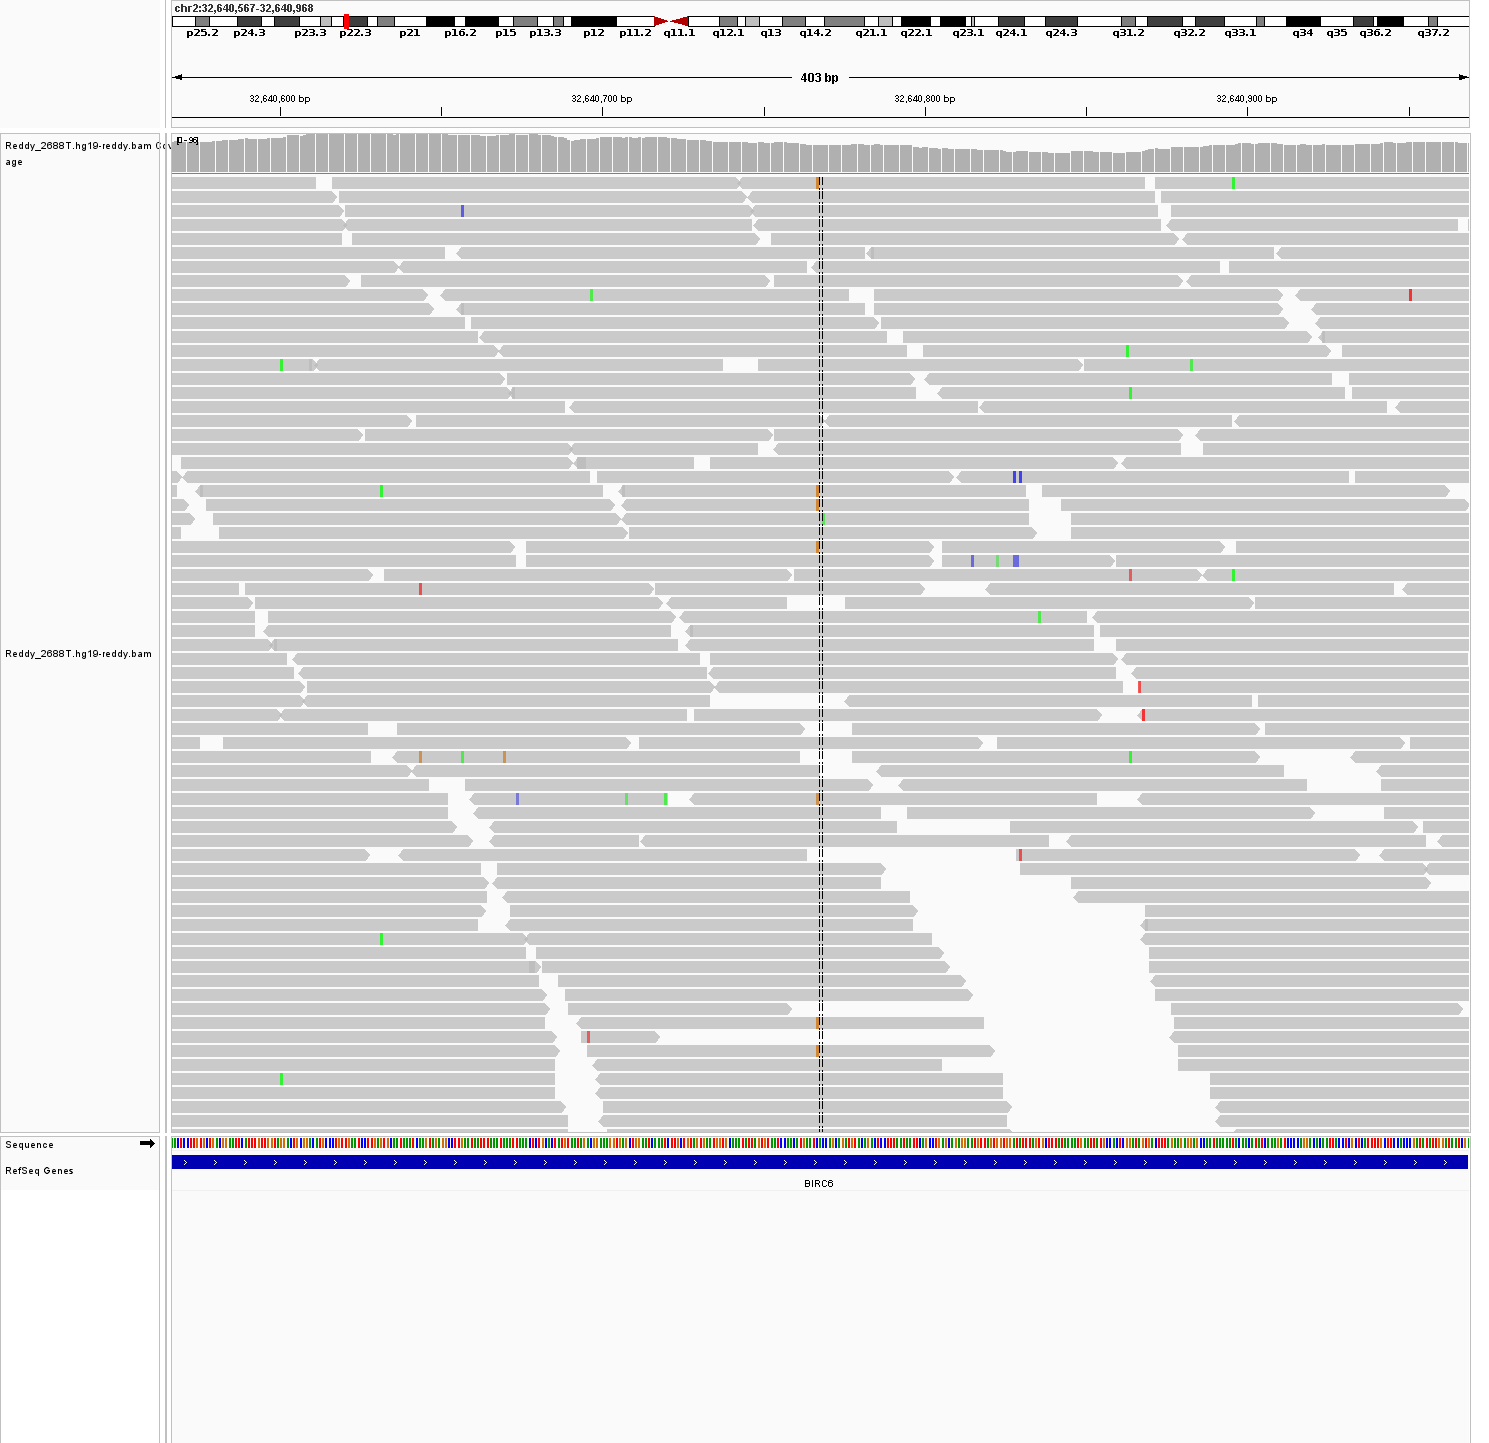 chr2:32,640,567-32,640,968
p25.2 p24.3 p23.3 p22.3 p21 p16.2 p15 p13.3 p12 p11.2 q11.1 q12.1 q13 q14.2 q21.1 q22.1 q23.1 q24.1 q24.3 q31.2 q32.2 q33.1 q34 q35 q36.2 q37.2
403 bp
32,640,600 bp 32,640,700 bp 32,640,800 bp 32,640,900 bp
Reddy_2688T.hg19-reddy.bam Cov
age
Reddy_2688T.hg19-reddy.bam
Sequence
RefSeq Genes
BIRC6